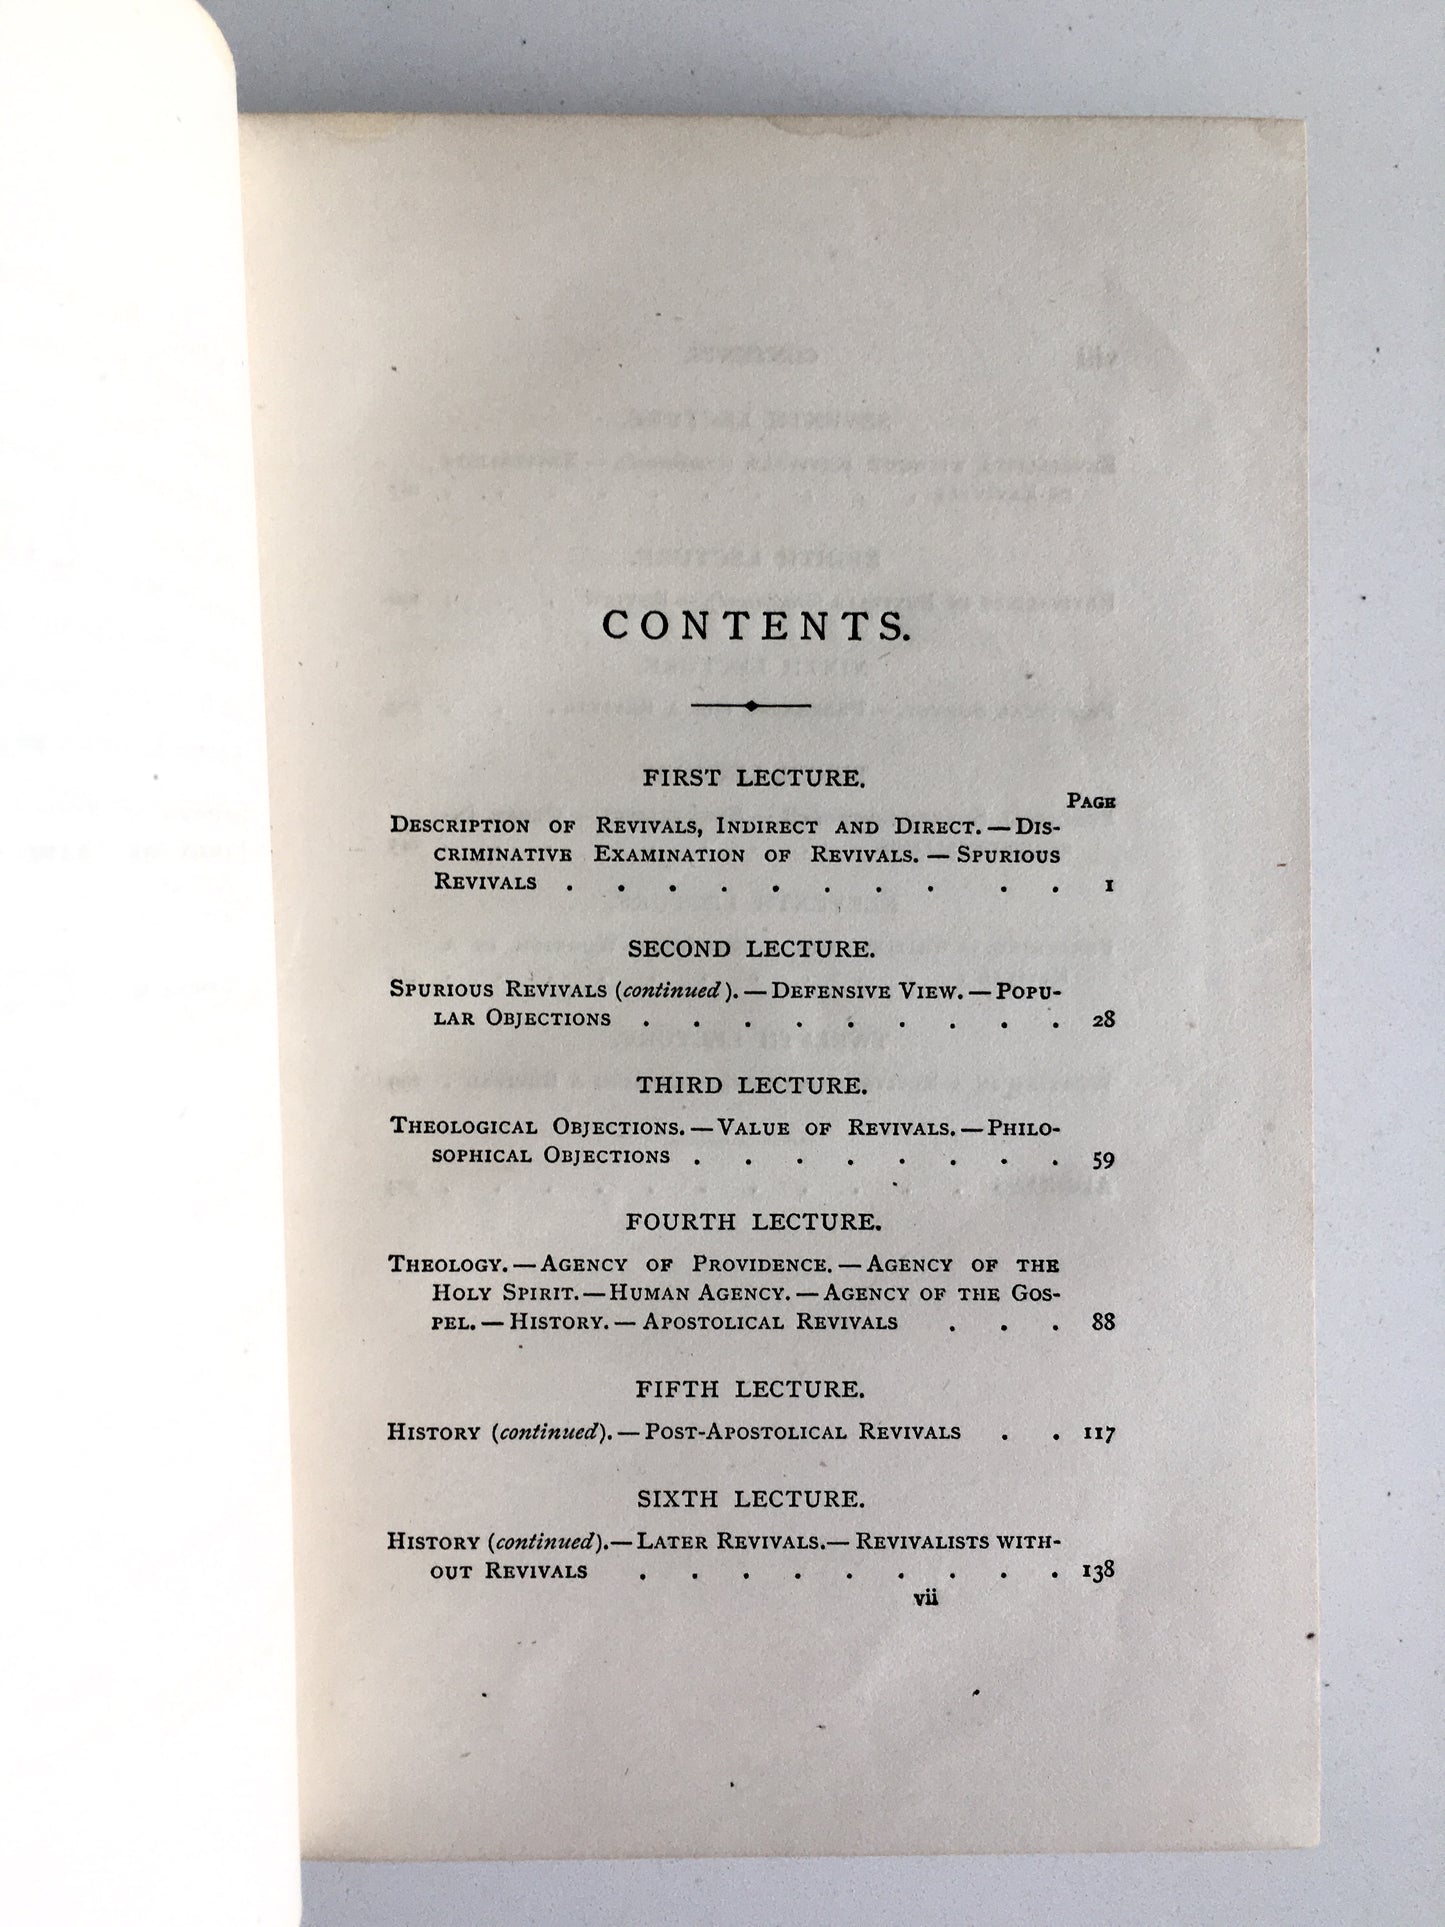 CONTENTS.
FIRST LECTURE.
PAGE
DESCRIPTION OF REVIVALS, INDIRECT AND DIRECT. — DIS-
CRIMINATIVE EXAMINATION OF REVIVALS. — SPURIOUS
REVIVALS . . . . . . . . . . 1
SECOND LECTURE.
SPURIOUS REVIVALS (continued). — DEFENSIVE VIEW. — POPU-
LAR OBJECTIONS . . . . . . . . . 28
THIRD LECTURE.
THEOLOGICAL OBJECTIONS. — VALUE OF REVIVALS. — PHILO-
SOPHICAL OBJECTIONS . . . . . . . . 59
FOURTH LECTURE.
THEOLOGY. — AGENCY OF PROVIDENCE. — AGENCY OF THE
HOLY SPIRIT. — HUMAN AGENCY. — AGENCY OF THE GOS-
PEL. — HISTORY. — APOSTOLICAL REVIVALS . . . 88
FIFTH LECTURE.
HISTORY (continued). — POST-APOSTOLICAL REVIVALS . . 117
SIXTH LECTURE.
HISTORY (continued). — LATER REVIVALS. — REVIVALISTS WITH-
OUT REVIVALS . . . . . . . . . 138
vii